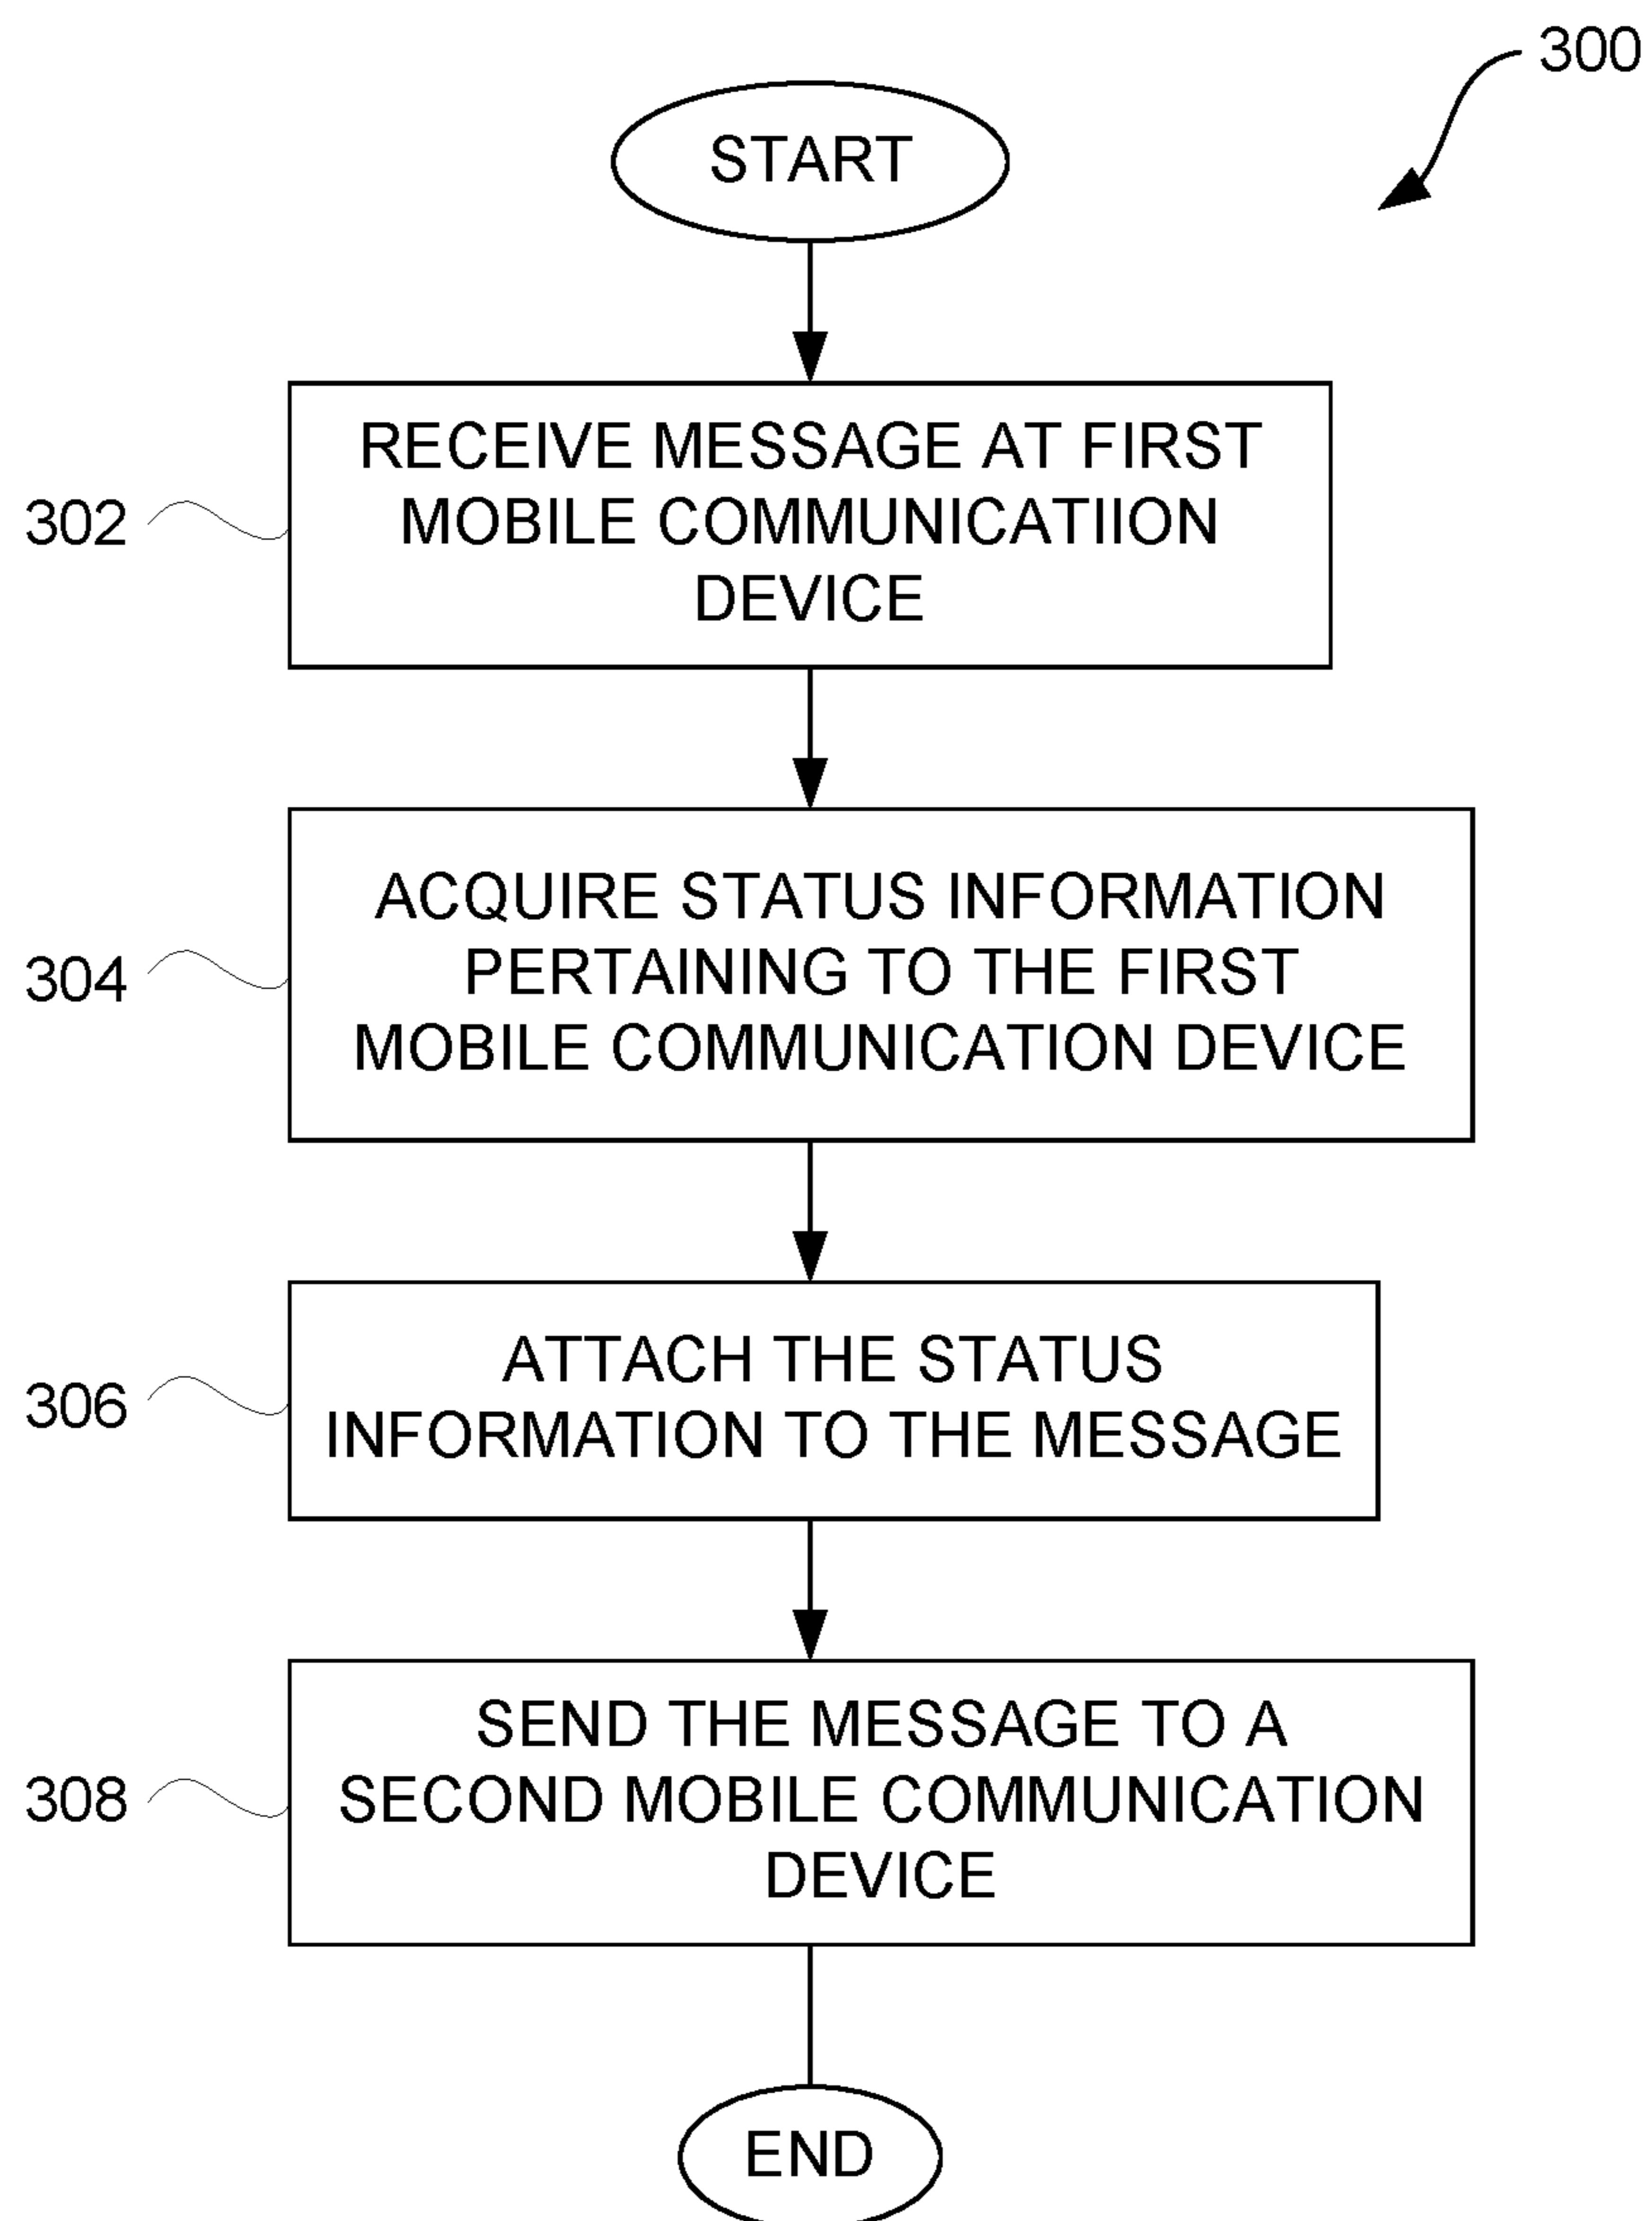 300
START
302
RECEIVE MESSAGE AT FIRST
MOBILE COMMUNICATIION
DEVICE
304
ACQUIRE STATUS INFORMATION
PERTAINING TO THE FIRST
MOBILE COMMUNICATION DEVICE
306
ATTACH THE STATUS
INFORMATION TO THE MESSAGE
308
SEND THE MESSAGE TO A
SECOND MOBILE COMMUNICATION
DEVICE
END